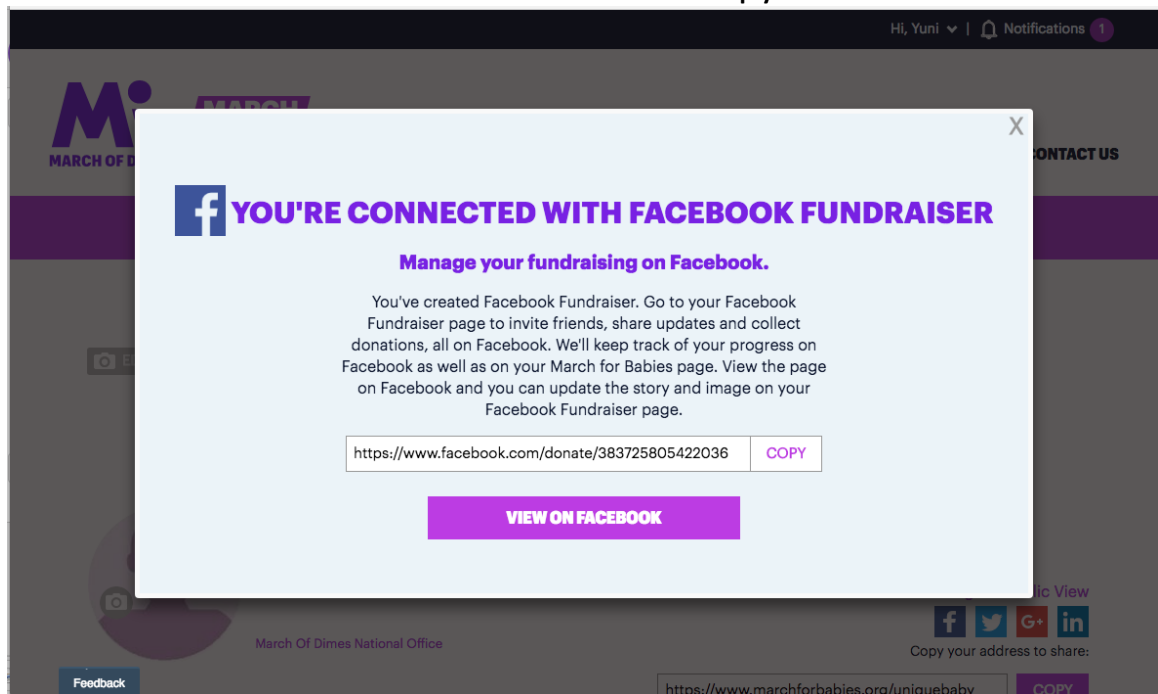 Hi, Yuni | Notifications 1
MARCH
MARCH OF D
CONTACT US
X
YOU'RE CONNECTED WITH FACEBOOK FUNDRAISER
Manage your fundraising on Facebook.
You've created Facebook Fundraiser. Go to your Facebook
Fundraiser page to invite friends, share updates and collect
donations, all on Facebook. We'll keep track of your progress on
Facebook as well as on your March for Babies page. View the page
on Facebook and you can update the story and image on your
Facebook Fundraiser page.
https://www.facebook.com/donate/383725805422036 COPY
VIEW ON FACEBOOK
lic View
March Of Dimes National Office
Copy your address to share:
Feedback
https://www.marchforbabies.org/uniquebaby COPY